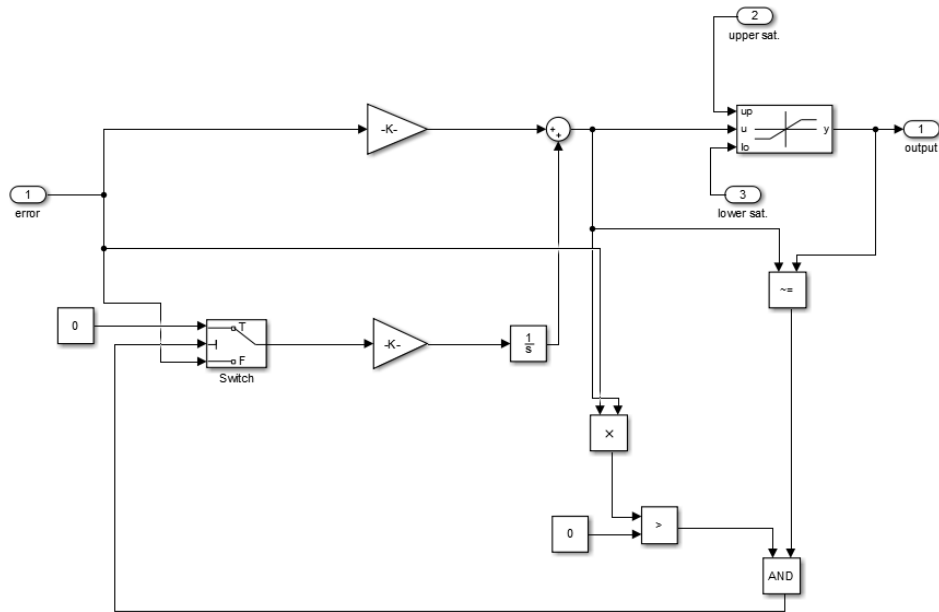 2
upper sat.
up
u
lo
y
1
output
-K-
+
+
1
error
3
lower sat.
~=
0
T
F
Switch
-K-
1
s
×
0
>
AND